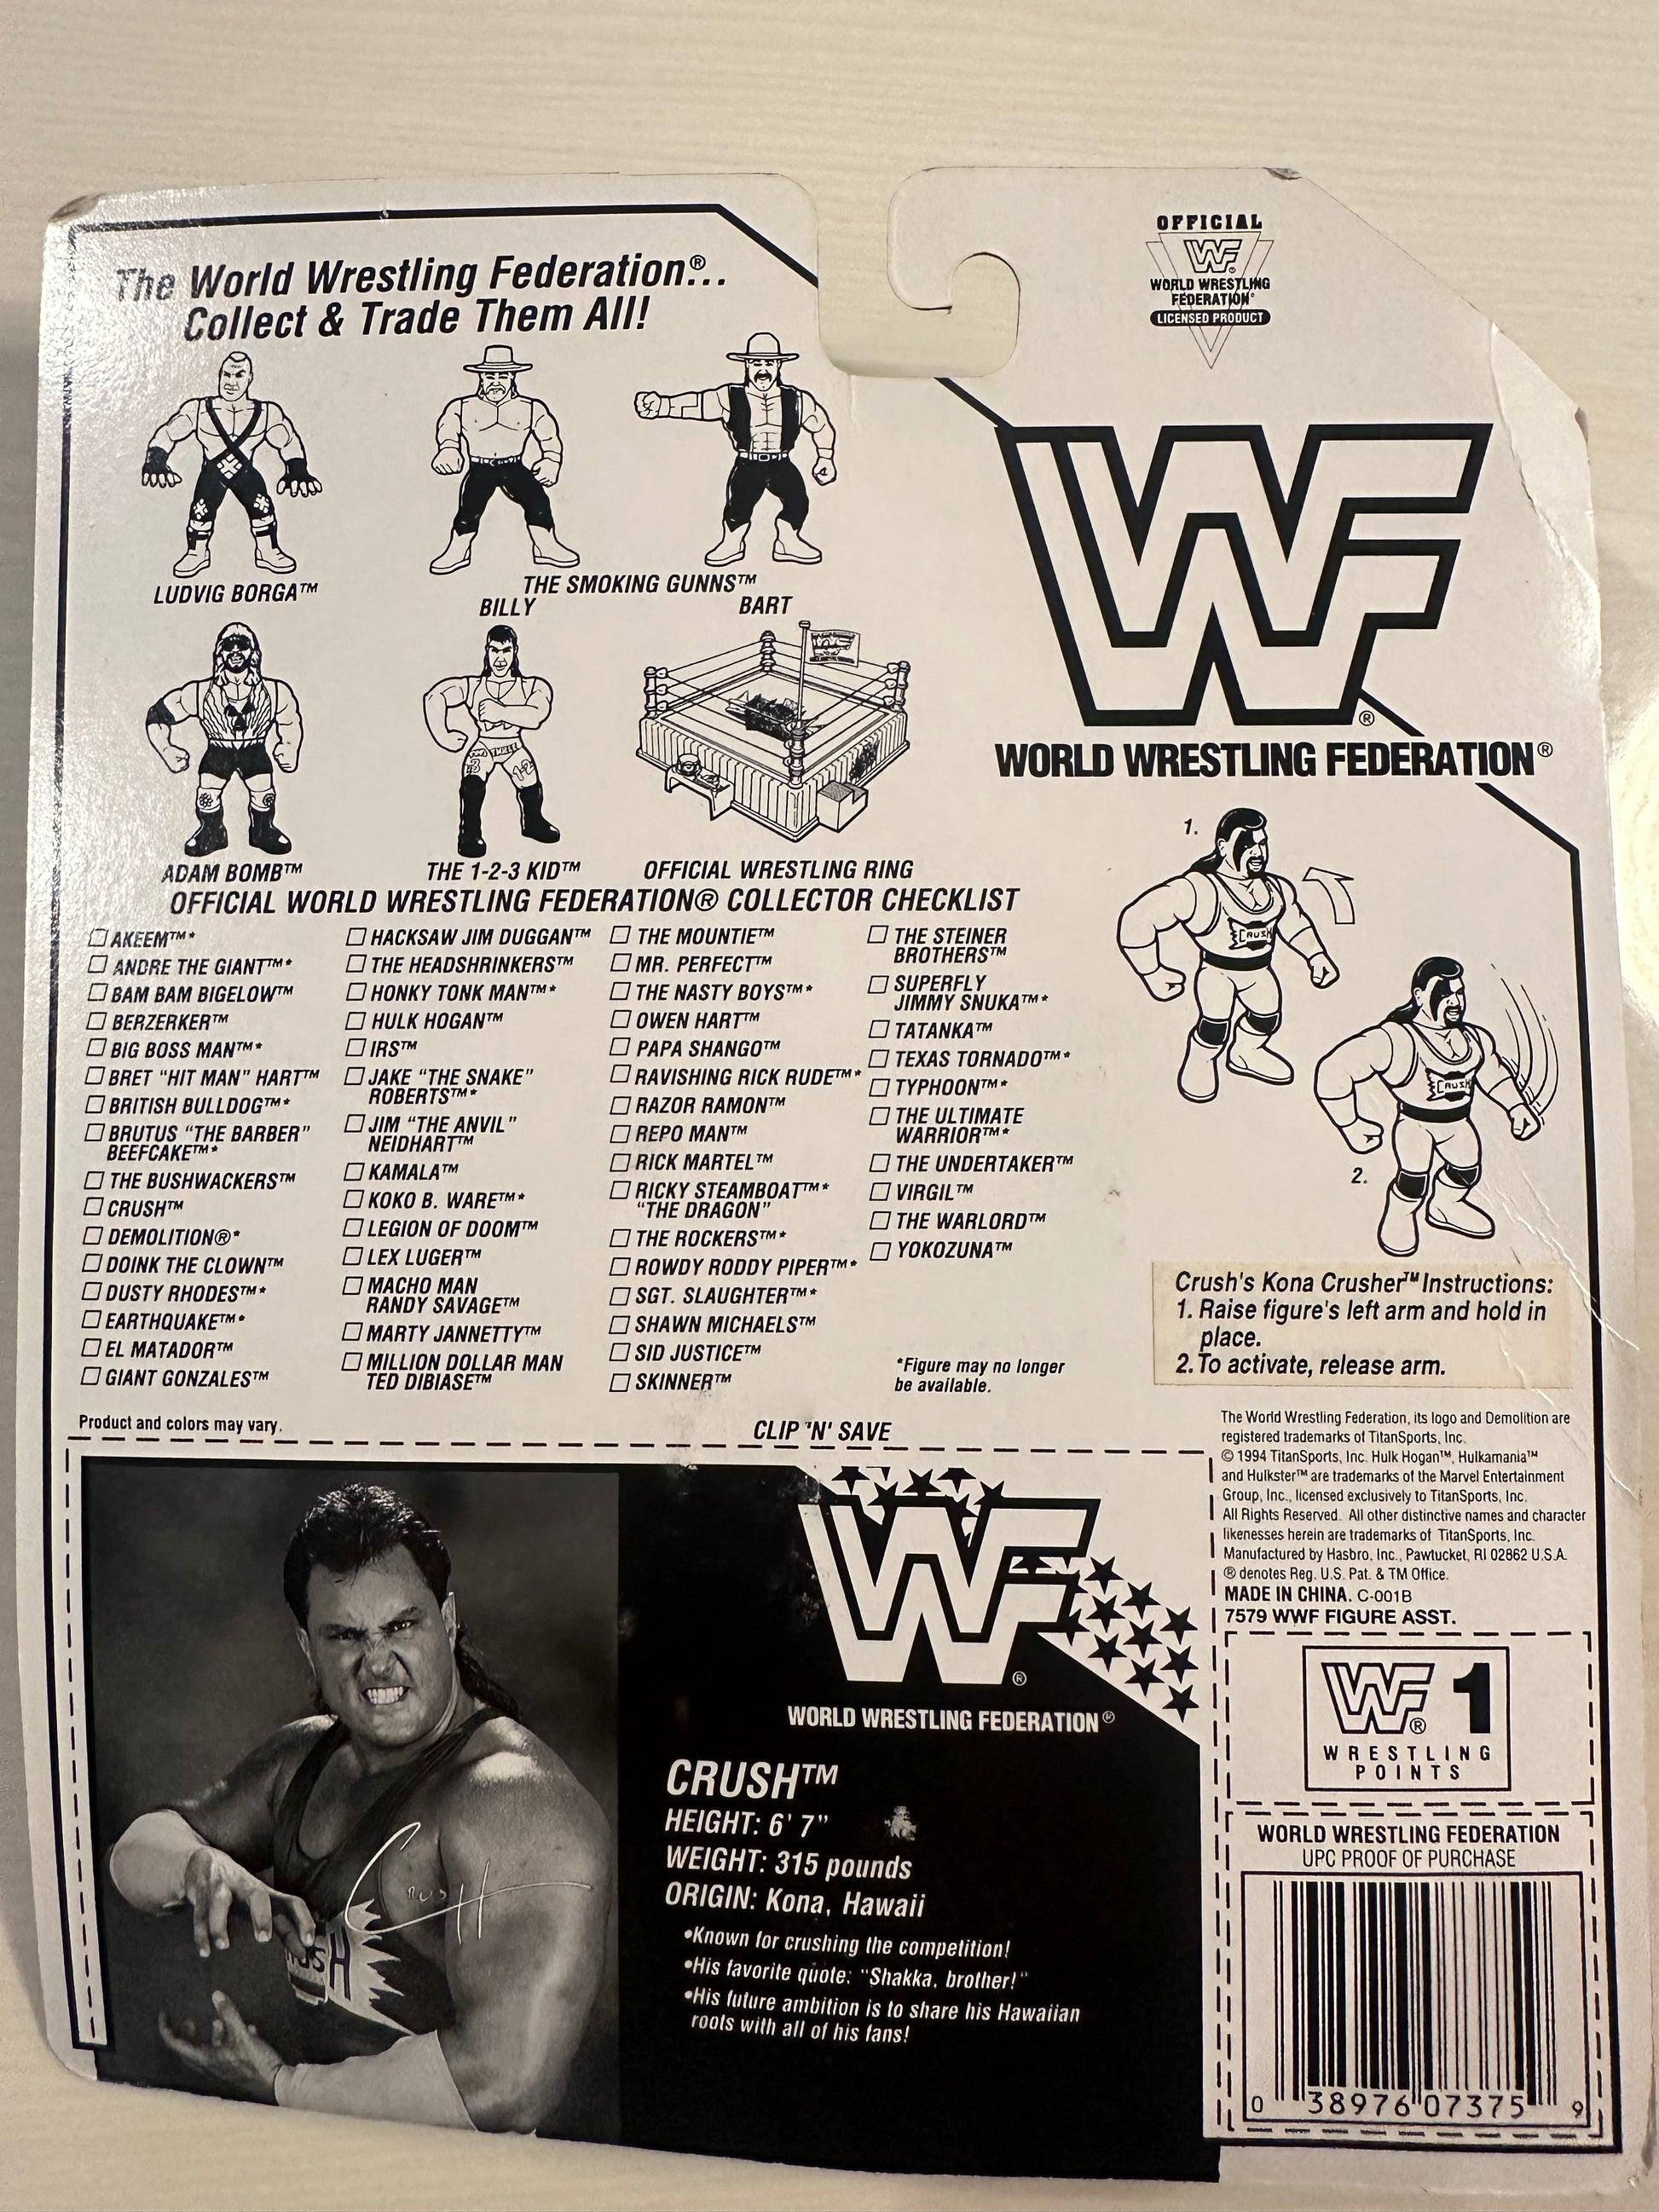 The World Wrestling Federation®...
Collect & Trade Them All!
OFFICIAL
WF®
WORLD WRESTLING
FEDERATION®
LICENSED PRODUCT
LUDVIG BORGA™
THE SMOKING GUNNS™
BILLY
BART
WF®
WORLD WRESTLING FEDERATION®
ADAM BOMB™
THE 1-2-3 KID™
OFFICIAL WRESTLING RING
OFFICIAL WORLD WRESTLING FEDERATION® COLLECTOR CHECKLIST
AKEEM™*
ANDRE THE GIANT™*
BAM BAM BIGELOW™
BERZERKER™
BIG BOSS MAN™*
BRET “HIT MAN” HART™
BRITISH BULLDOG™*
BRUTUS “THE BARBER”
BEEFCAKE™*
THE BUSHWACKERS™
CRUSH™
DEMOLITION®*
DOINK THE CLOWN™
DUSTY RHODES™*
EARTHQUAKE™*
EL MATADOR™
GIANT GONZALES™
HACKSAW JIM DUGGAN™
THE HEADSHRINKERS™
HONKY TONK MAN™*
HULK HOGAN™
IRS™
JAKE “THE SNAKE”
ROBERTS™*
JIM “THE ANVIL”
NEIDHART™
KAMALA™
KOKO B. WARE™*
LEGION OF DOOM™
LEX LUGER™
MACHO MAN
RANDY SAVAGE™
MARTY JANNETTY™
MILLION DOLLAR MAN
TED DIBIASE™
THE MOUNTIE™
MR. PERFECT™
THE NASTY BOYS™*
OWEN HART™
PAPA SHANGO™
RAVISHING RICK RUDE™*
RAZOR RAMON™
REPO MAN™
RICK MARTEL™
RICKY STEAMBOAT™*
“THE DRAGON”
THE ROCKERS™*
ROWDY RODDY PIPER™*
SGT. SLAUGHTER™*
SHAWN MICHAELS™
SID JUSTICE™
SKINNER™
THE STEINER
BROTHERS™
SUPERFLY
JIMMY SNUKA™*
TATANKA™
TEXAS TORNADO™*
TYPHOON™*
THE ULTIMATE
WARRIOR™*
THE UNDERTAKER™
VIRGIL™
THE WARLORD™
YOKOZUNA™
*Figure may no longer
be available.
1.
CRUSH
2.
CRUSH
Crush's Kona Crusher™ Instructions:
1. Raise figure's left arm and hold in
place.
2. To activate, release arm.
Product and colors may vary.
CLIP 'N' SAVE
The World Wrestling Federation, its logo and Demolition are
registered trademarks of TitanSports, Inc.
© 1994 TitanSports, Inc. Hulk Hogan™, Hulkamania™
and Hulkster™ are trademarks of the Marvel Entertainment
Group, Inc., licensed exclusively to TitanSports, Inc.
All Rights Reserved. All other distinctive names and character
likenesses herein are trademarks of TitanSports, Inc.
Manufactured by Hasbro, Inc., Pawtucket, RI 02862 U.S.A.
® denotes Reg. U.S. Pat. & TM Office.
MADE IN CHINA. C-001B
7579 WWF FIGURE ASST.
WF®
WORLD WRESTLING FEDERATION®
CRUSH™
HEIGHT: 6' 7"
WEIGHT: 315 pounds
ORIGIN: Kona, Hawaii
•Known for crushing the competition!
•His favorite quote: "Shakka, brother!"
•His future ambition is to share his Hawaiian
roots with all of his fans!
Crush
WF® 1
WRESTLING
POINTS
WORLD WRESTLING FEDERATION
UPC PROOF OF PURCHASE
0 38976 07375 9